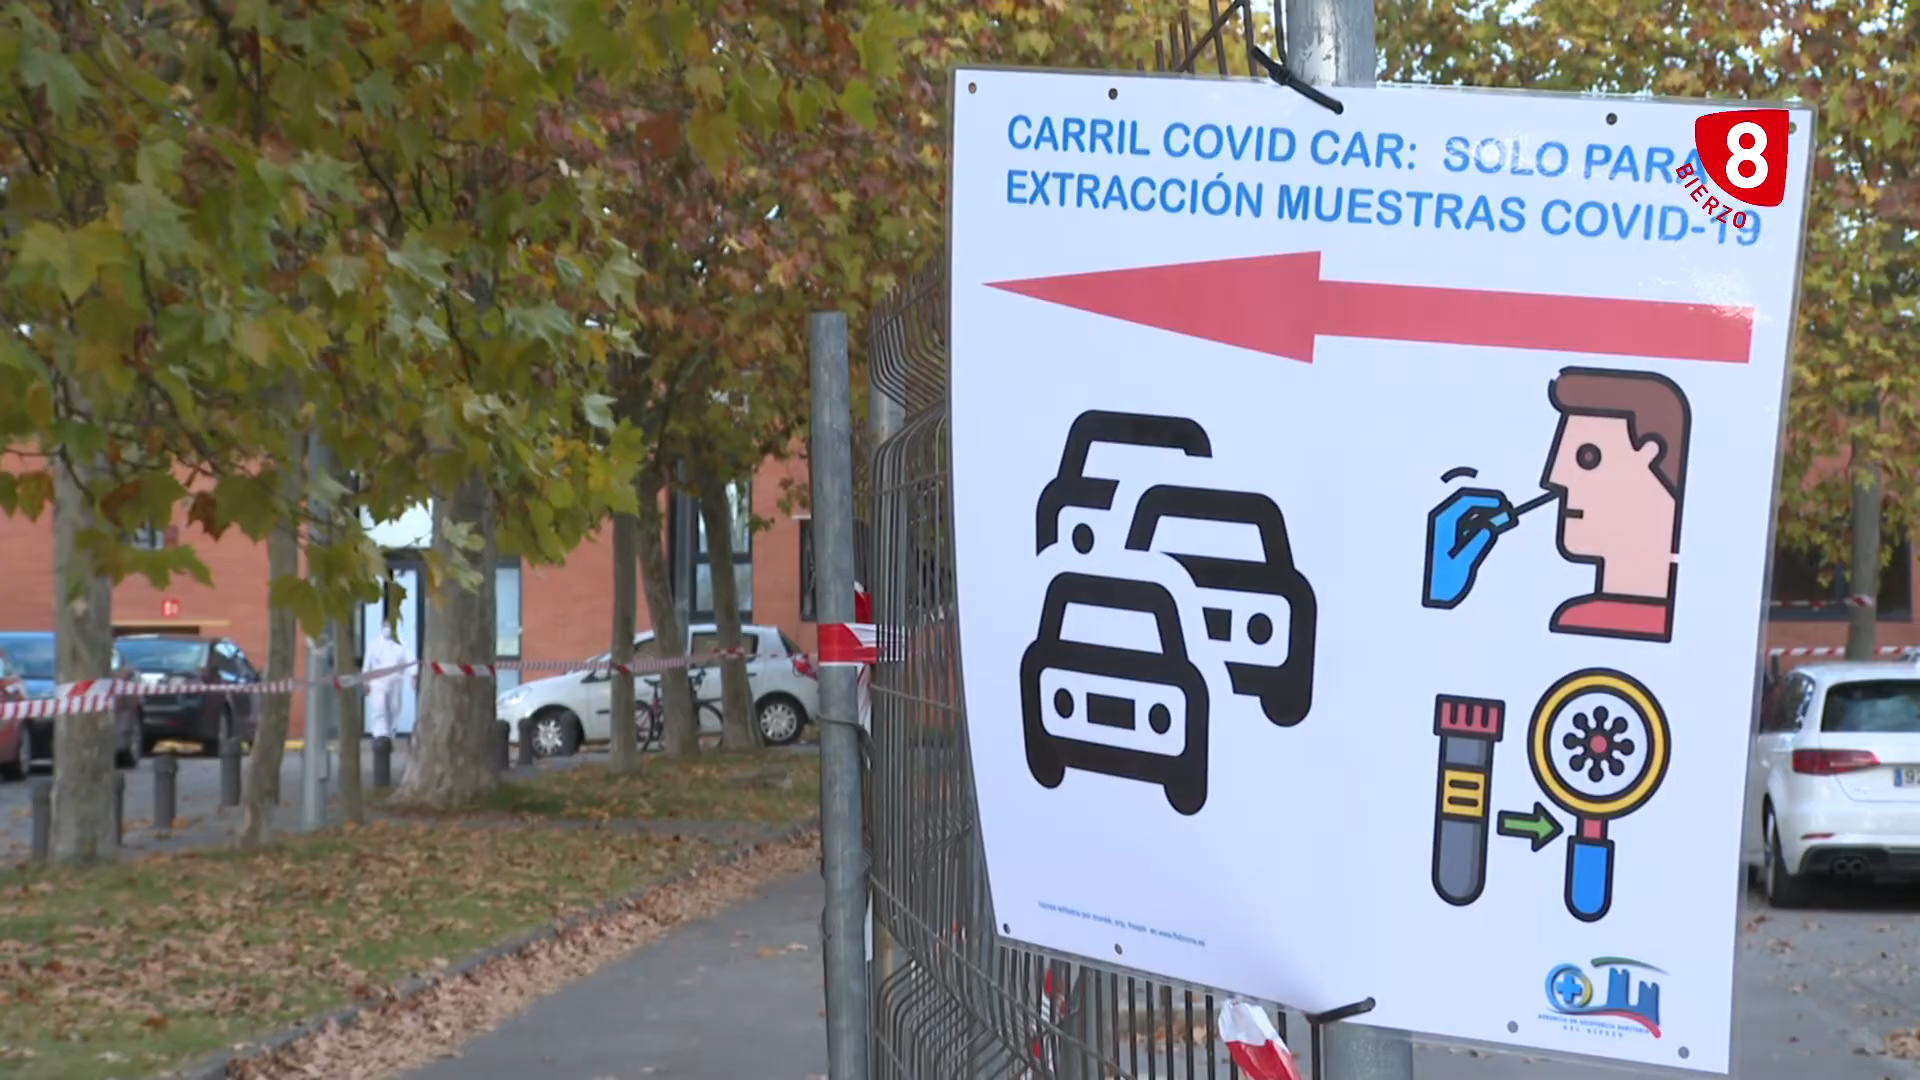 CARRIL COVID CAR: SOLO PARA
EXTRACCIÓN MUESTRAS COVID-19
8
BIERZO